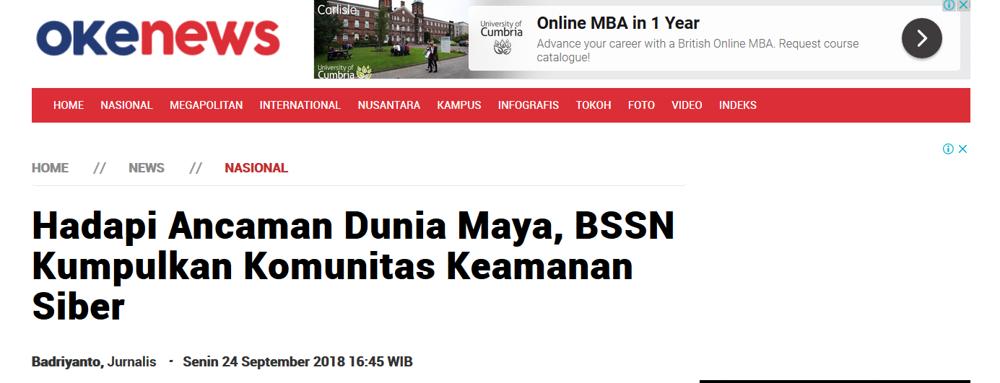 okenews
Carlisle
University of
Cumbria
University of
Cumbria
Online MBA in 1 Year
Advance your career with a British Online MBA. Request course
catalogue!
HOME NASIONAL MEGAPOLITAN INTERNATIONAL NUSANTARA KAMPUS INFOGRAFIS TOKOH FOTO VIDEO INDEKS
HOME // NEWS // NASIONAL
Hadapi Ancaman Dunia Maya, BSSN
Kumpulkan Komunitas Keamanan
Siber
Badriyanto, Jurnalis - Senin 24 September 2018 16:45 WIB